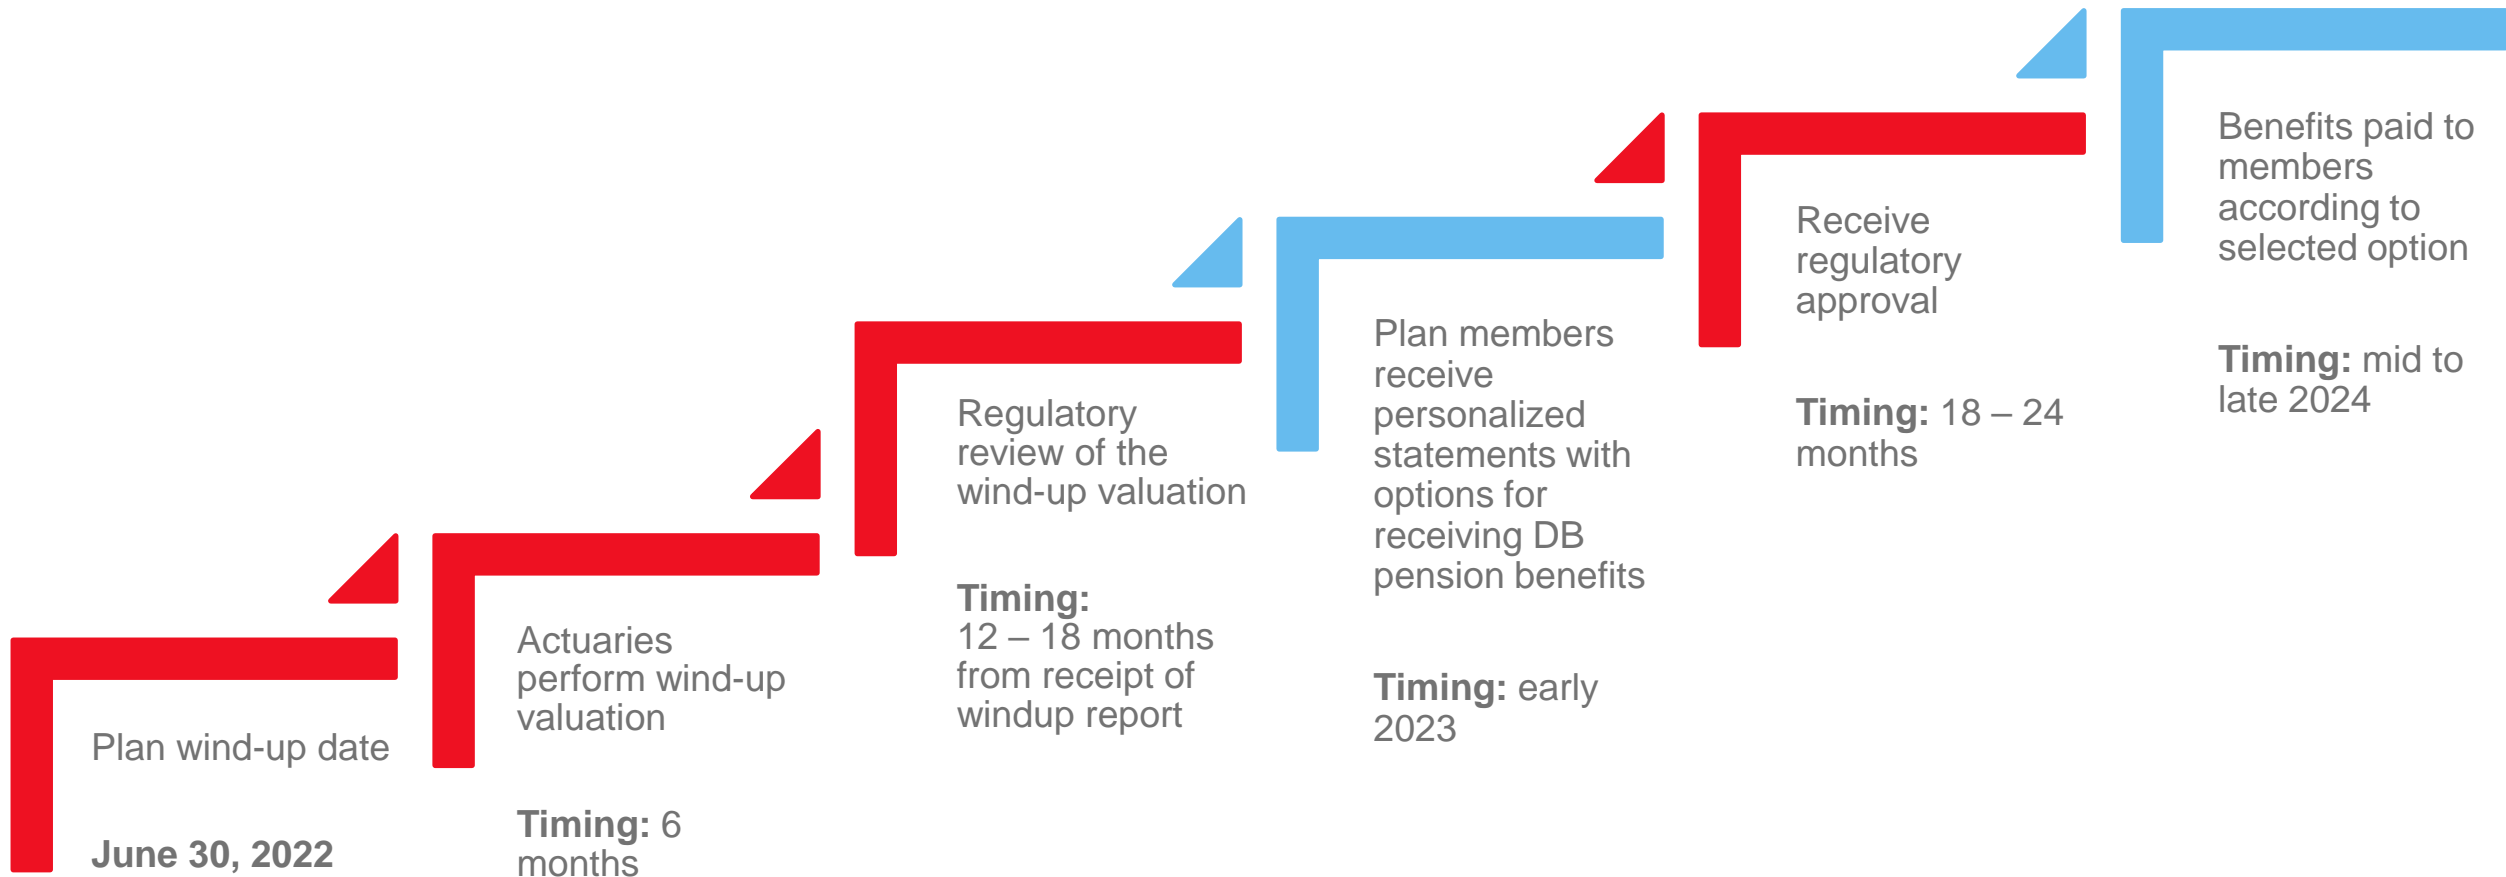 Plan wind-up date
June 30, 2022
Actuaries
perform wind-up
valuation
Timing: 6
months
Regulatory
review of the
wind-up valuation
Timing:
12 – 18 months
from receipt of
windup report
Plan members
receive
personalized
statements with
options for
receiving DB
pension benefits
Timing: early
2023
Receive
regulatory
approval
Timing: 18 – 24
months
Benefits paid to
members
according to
selected option
Timing: mid to
late 2024